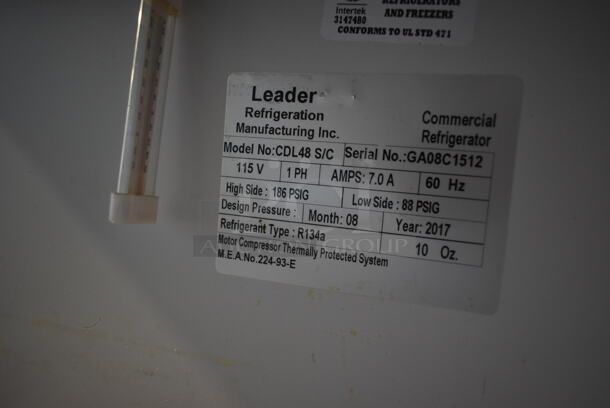 Intertek
3147480
REFRIGERATORS
AND FREEZERS
CONFORMS TO UL STD 471
Leader
Refrigeration
Manufacturing Inc.
Commercial
Refrigerator
Model No:CDL48 S/C Serial No.:GA08C1512
115 V 1 PH AMPS: 7.0 A 60 Hz
High Side : 186 PSIG Low Side : 88 PSIG
Design Pressure : Month: 08 Year: 2017
Refrigerant Type : R134a 10 Oz.
Motor Compressor Thermally Protected System
M.E.A.No.224-93-E
GROUP